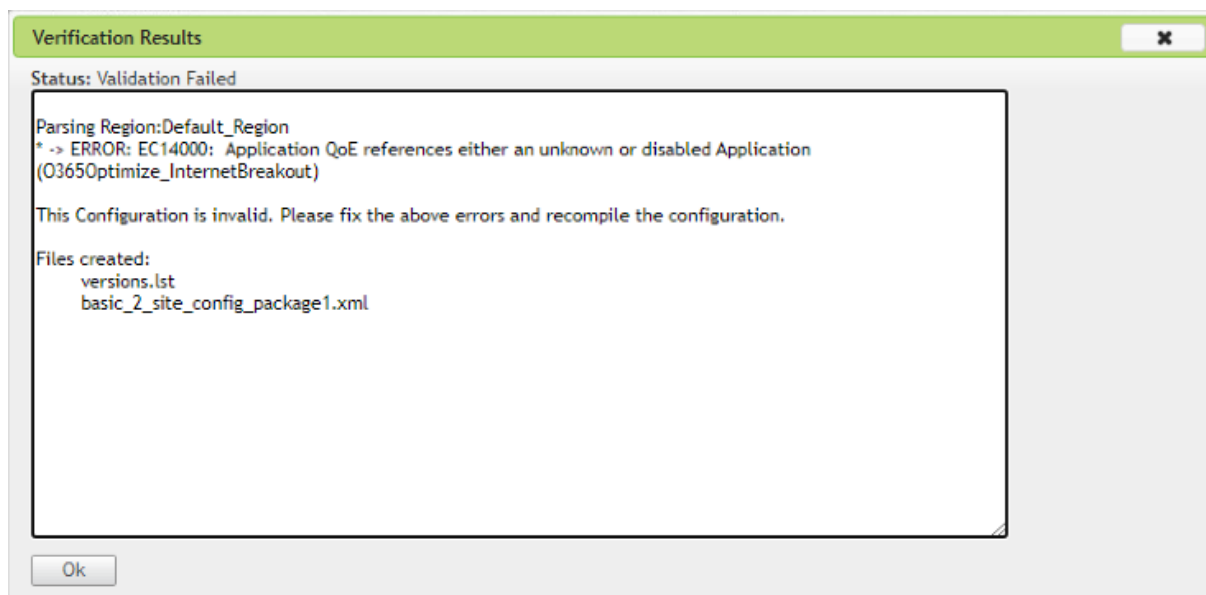 Verification Results
✖
Status: Validation Failed
Parsing Region:Default_Region
* -> ERROR: EC14000:  Application QoE references either an unknown or disabled Application
(O365Optimize_InternetBreakout)
This Configuration is invalid. Please fix the above errors and recompile the configuration.
Files created:
versions.lst
basic_2_site_config_package1.xml
Ok